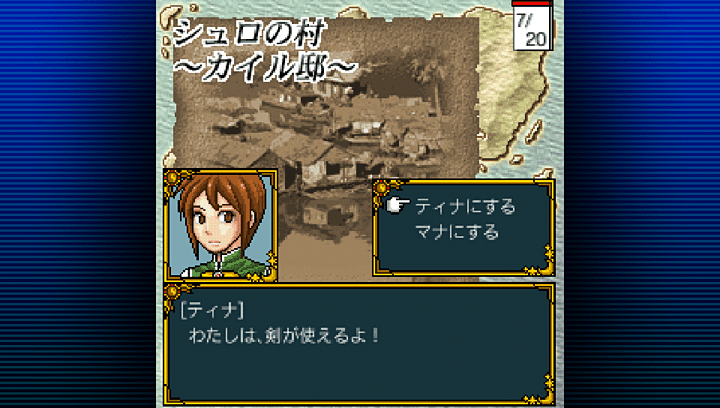 シュロの村
～カイル邸～
7/
20
ティナにする
マナにする
[ティナ]
わたしは、剣が使えるよ！